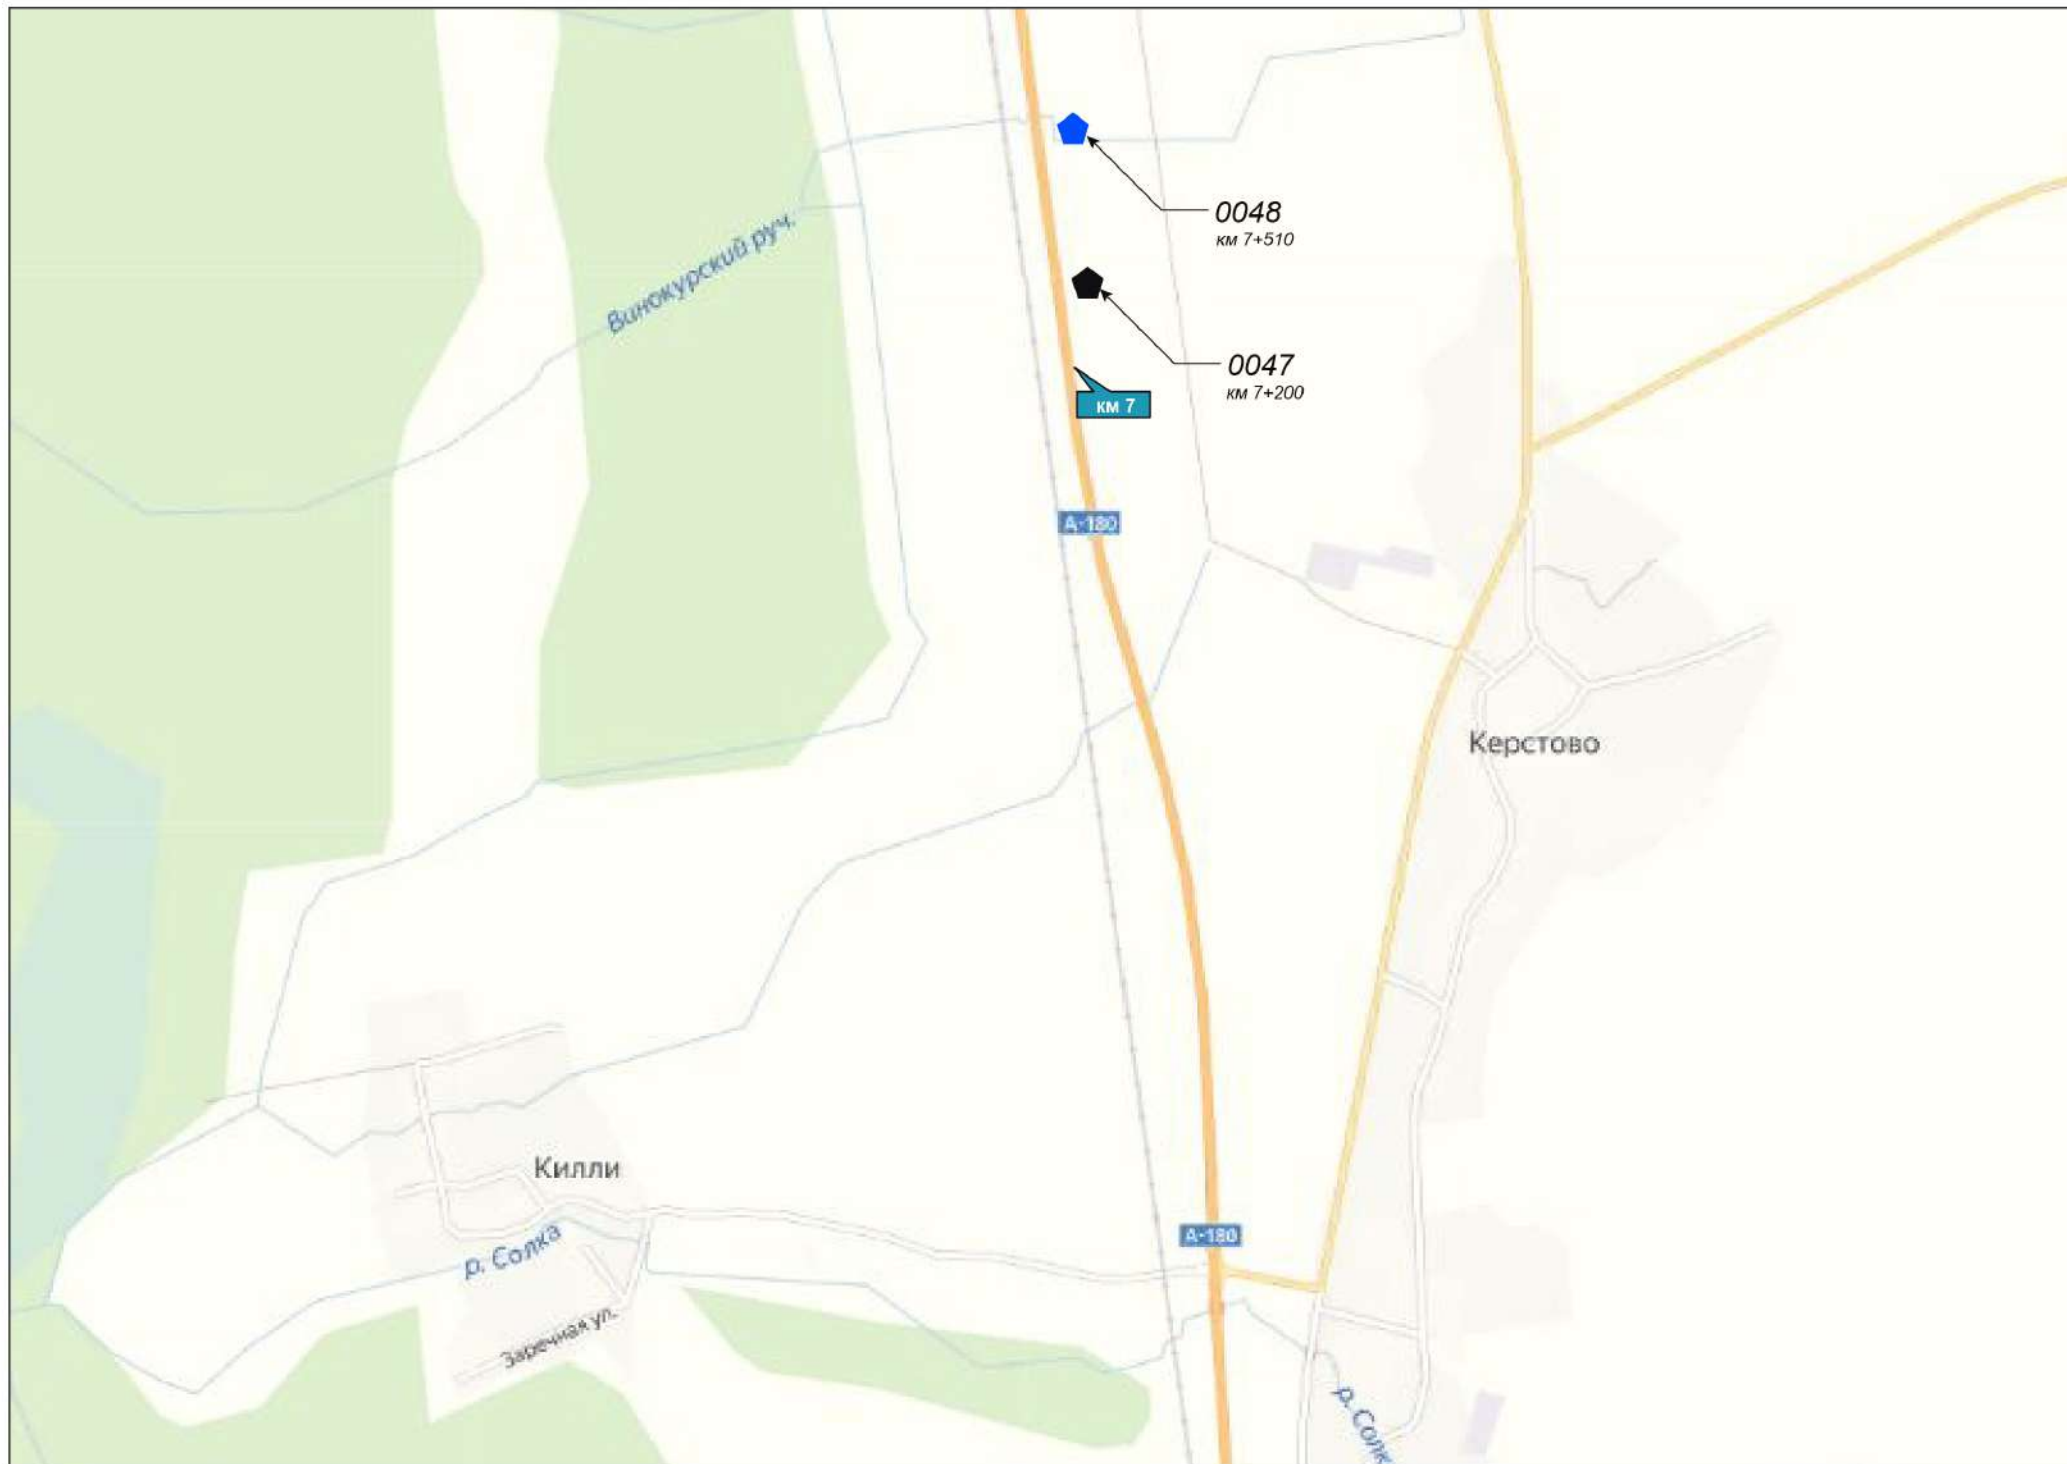 0048
км 7+510
Винокурский руч.
0047
км 7+200
км 7
А-180
Керстово
Килли
А-180
р. Солка
Заречная ул.
р. Солк